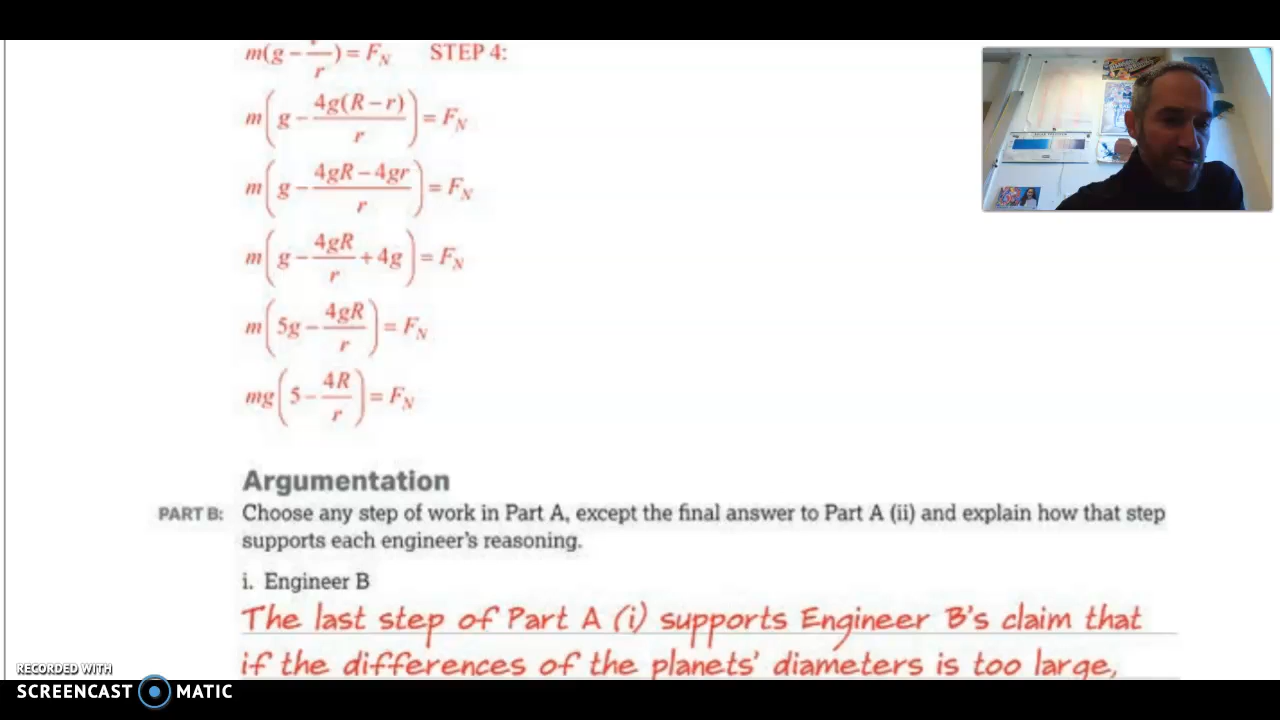 m(g − /r) = F_N STEP 4:
m(g − 4g(R − r)/r) = F_N
m(g − (4gR − 4gr)/r) = F_N
m(g − 4gR/r + 4g) = F_N
m(5g − 4gR/r) = F_N
mg(5 − 4R/r) = F_N
Argumentation
PART B: Choose any step of work in Part A, except the final answer to Part A (ii) and explain how that step
supports each engineer's reasoning.
i. Engineer B
The last step of Part A (i) supports Engineer B's claim that
if the differences of the planets' diameters is too large,
RECORDED WITH
SCREENCAST MATIC